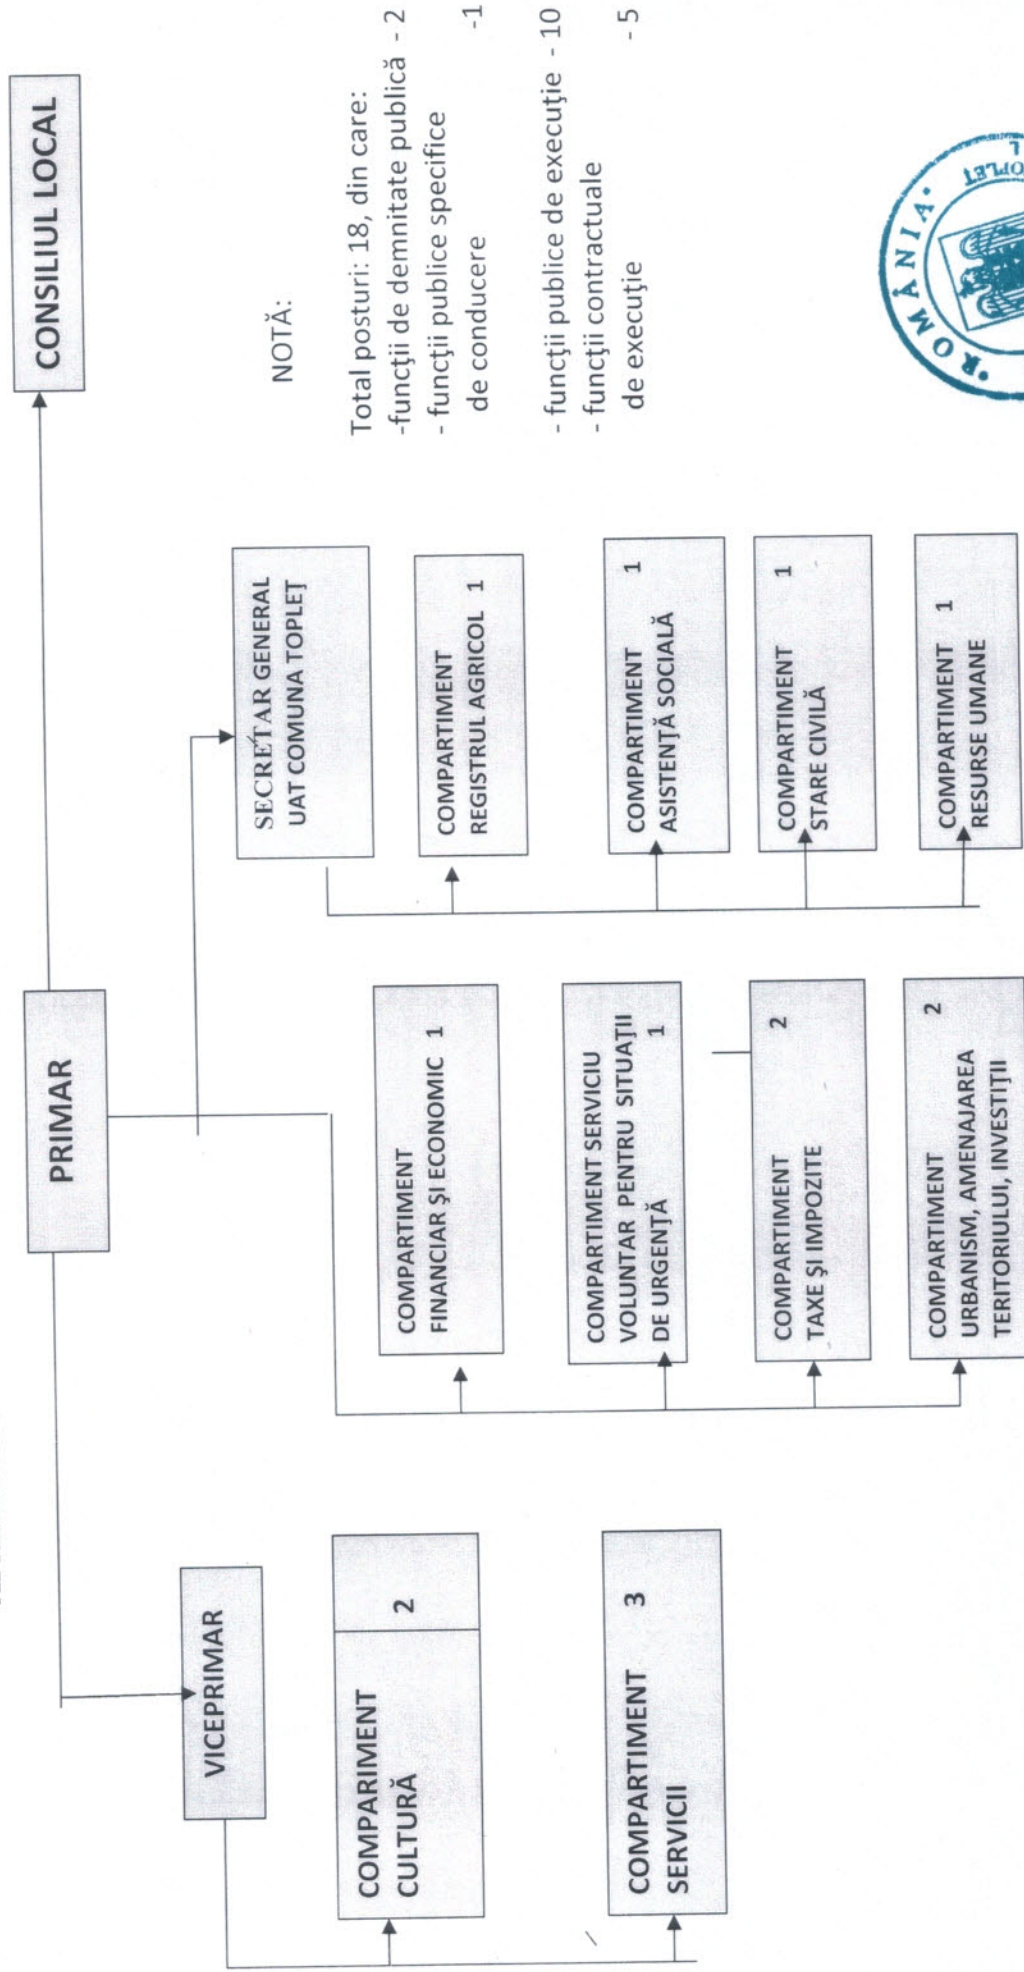 CONSILIUL LOCAL
PRIMAR
VICEPRIMAR
COMPARIMENT
CULTURĂ
2
COMPARTIMENT
SERVICII
3
COMPARTIMENT
FINANCIAR ŞI ECONOMIC 1
COMPARTIMENT SERVICIU
VOLUNTAR PENTRU SITUAŢII
DE URGENŢĂ 1
COMPARTIMENT
TAXE ŞI IMPOZITE 2
COMPARTIMENT
URBANISM, AMENAJAREA 2
TERITORIULUI, INVESTIŢII
SECRETAR GENERAL
UAT COMUNA TOPLEŢ
COMPARTIMENT
REGISTRUL AGRICOL 1
COMPARTIMENT
ASISTENŢĂ SOCIALĂ 1
COMPARTIMENT
STARE CIVILĂ 1
COMPARTIMENT 1
RESURSE UMANE
NOTĂ:
Total posturi: 18, din care:
-funcţii de demnitate publică - 2
- funcţii publice specifice
de conducere -1
- funcţii publice de execuţie - 10
- funcţii contractuale
de execuţie - 5
ROMÂNIA